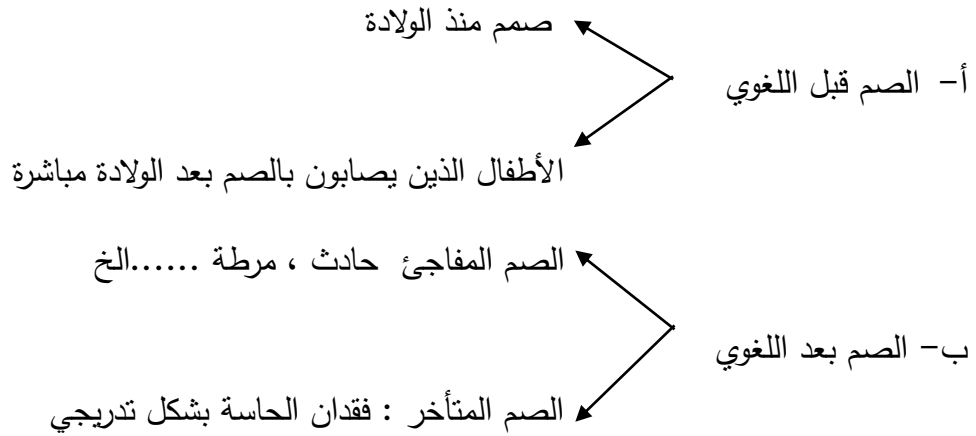 صمم منذ الولادة
أ- الصم قبل اللغوي
الأطفال الذين يصابون بالصم بعد الولادة مباشرة
الصم المفاجئ حادث ، مرطة ......الخ
ب- الصم بعد اللغوي
الصم المتأخر : فقدان الحاسة بشكل تدريجي